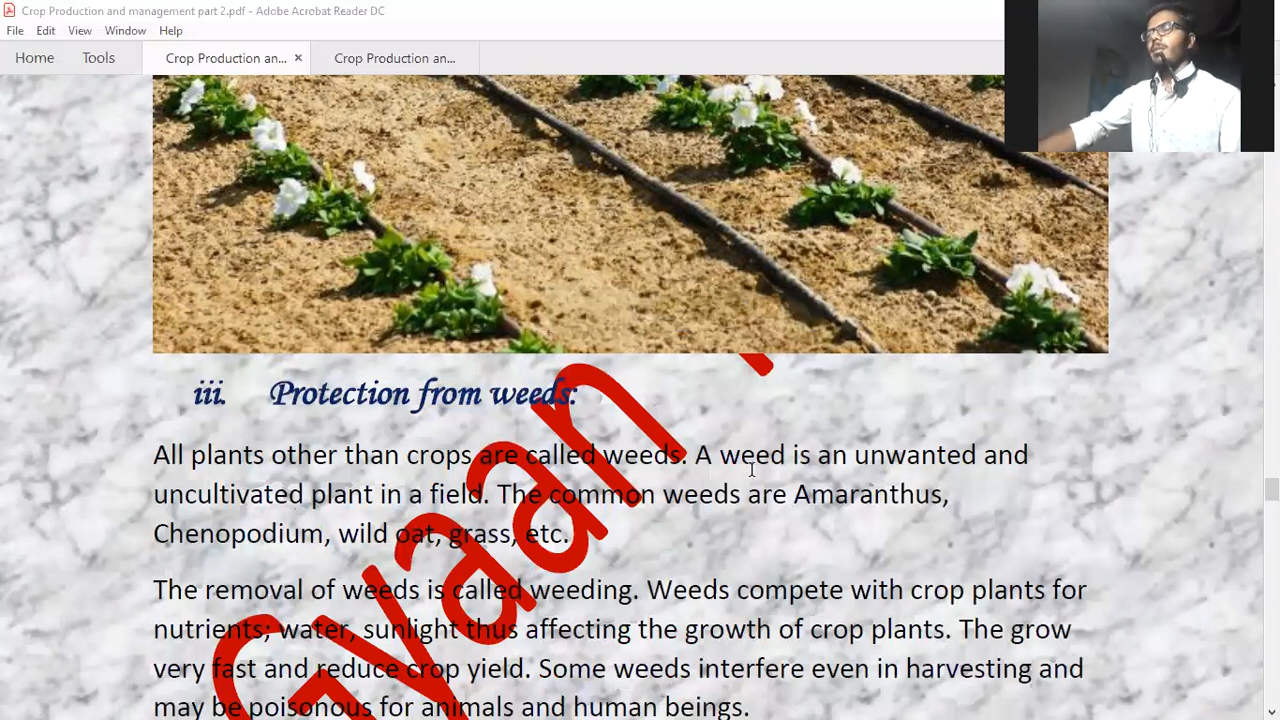 Crop Production and management part 2.pdf - Adobe Acrobat Reader DC
File Edit View Window Help
Home Tools Crop Production an... × Crop Production an...
iii. Protection from weeds:
All plants other than crops are called weeds. A weed is an unwanted and
uncultivated plant in a field. The common weeds are Amaranthus,
Chenopodium, wild oat, grass, etc.
The removal of weeds is called weeding. Weeds compete with crop plants for
nutrients; water, sunlight thus affecting the growth of crop plants. The grow
very fast and reduce crop yield. Some weeds interfere even in harvesting and
may be poisonous for animals and human beings.
Gyaan